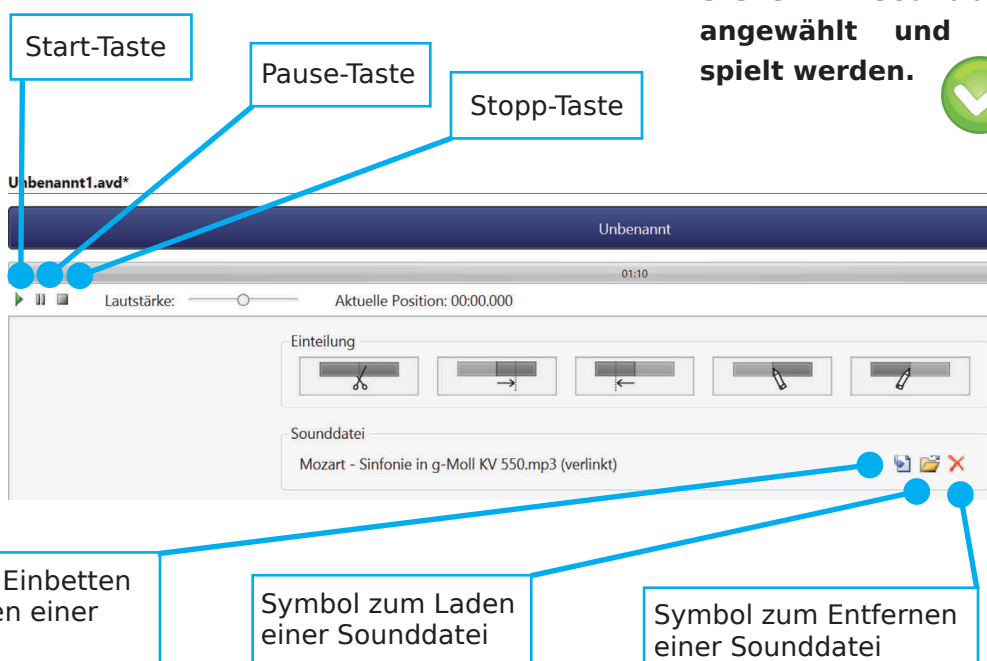 angewählt und
spielt werden.
Start-Taste
Pause-Taste
Stopp-Taste
Unbenannt1.avd*
Unbenannt
01:10
Lautstärke:
Aktuelle Position: 00:00.000
Einteilung
Sounddatei
Mozart - Sinfonie in g-Moll KV 550.mp3 (verlinkt)
Einbetten
en einer
Symbol zum Laden
einer Sounddatei
Symbol zum Entfernen
einer Sounddatei